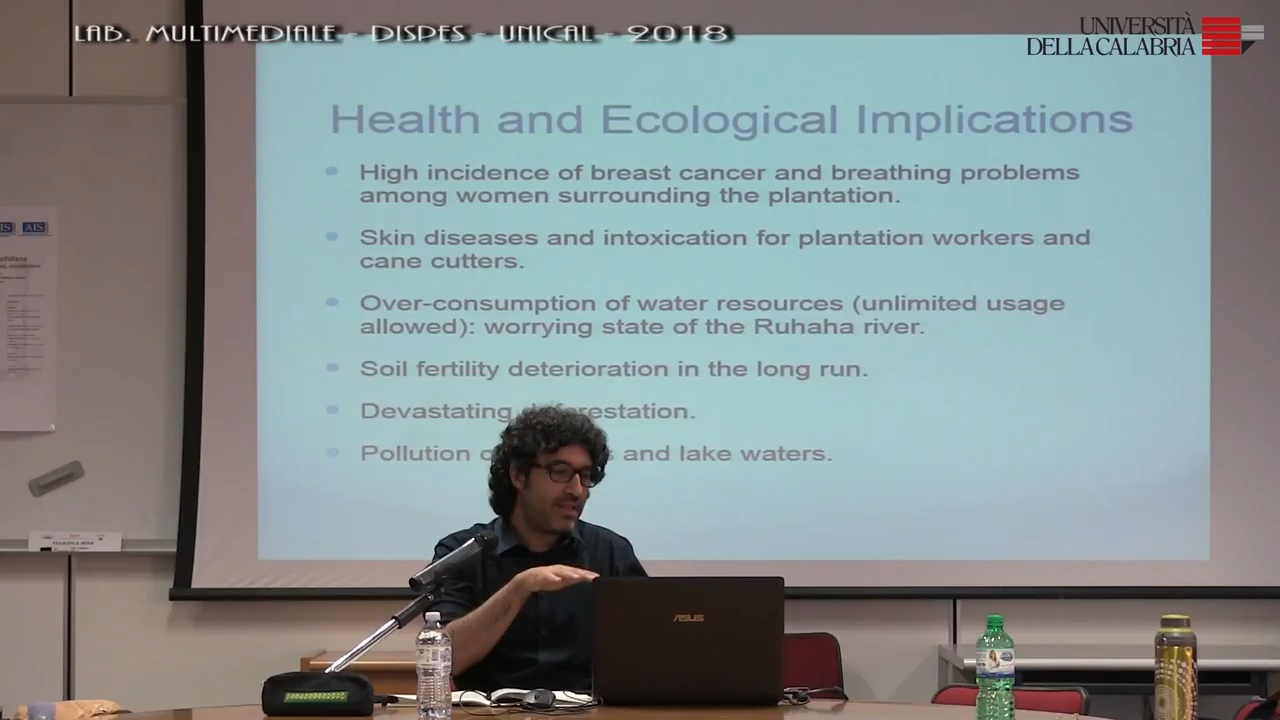 LAB. MULTIMEDIALE - DISPES - UNICAL - 2018
UNIVERSITÀ
DELLA CALABRIA
Health and Ecological Implications
High incidence of breast cancer and breathing problems
among women surrounding the plantation.
Skin diseases and intoxication for plantation workers and
cane cutters.
Over-consumption of water resources (unlimited usage
allowed): worrying state of the Ruhaha river.
Soil fertility deterioration in the long run.
Devastating deforestation.
Pollution and lake waters.
AIS
ASUS